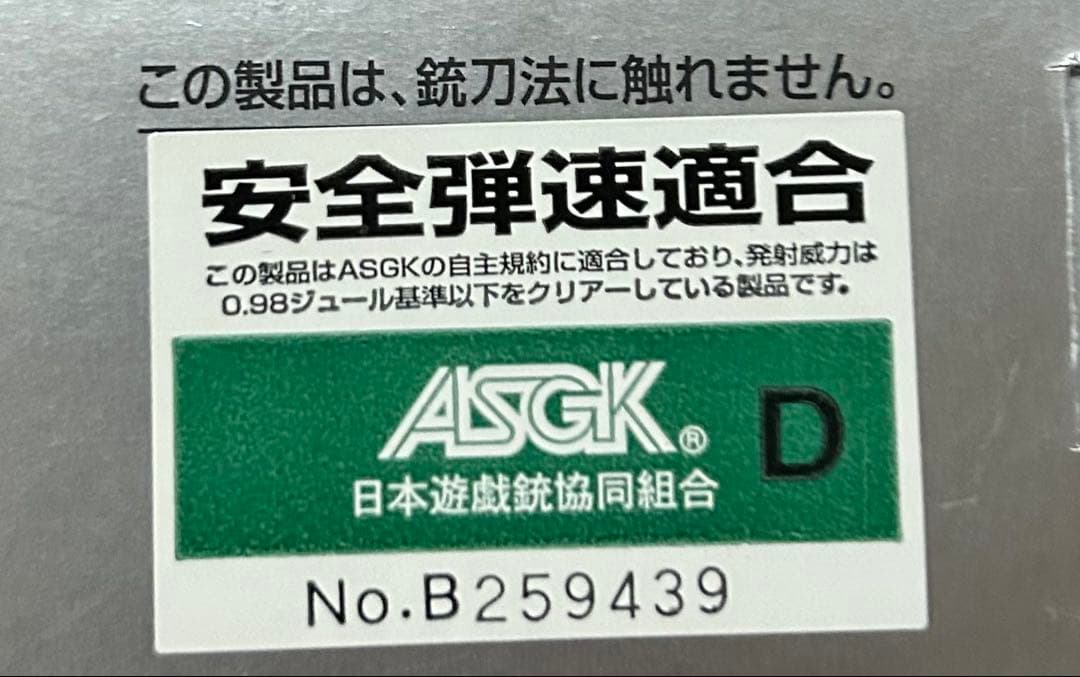 この製品は、銃刀法に触れません。
安全弾速適合
この製品はASGKの自主規約に適合しており、発射威力は
0.98ジュール基準以下をクリアーしている製品です。
ASGK®
D
日本遊戯銃協同組合
No.B259439